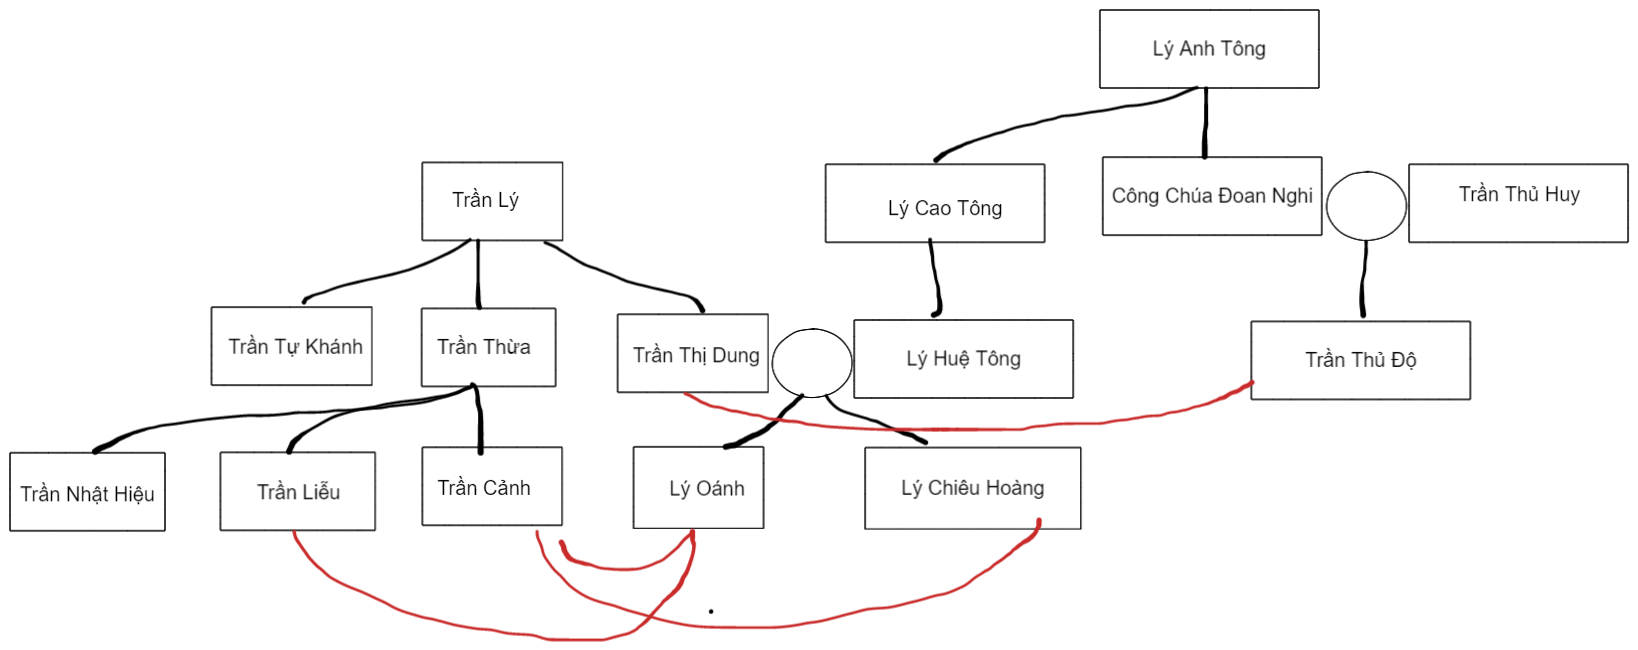 Lý Anh Tông
Trần Lý
Lý Cao Tông
Công Chúa Đoan Nghi
Trần Thủ Huy
Trần Tự Khánh
Trần Thừa
Trần Thị Dung
Lý Huệ Tông
Trần Thủ Độ
Trần Nhật Hiệu
Trần Liễu
Trần Cảnh
Lý Oánh
Lý Chiêu Hoàng